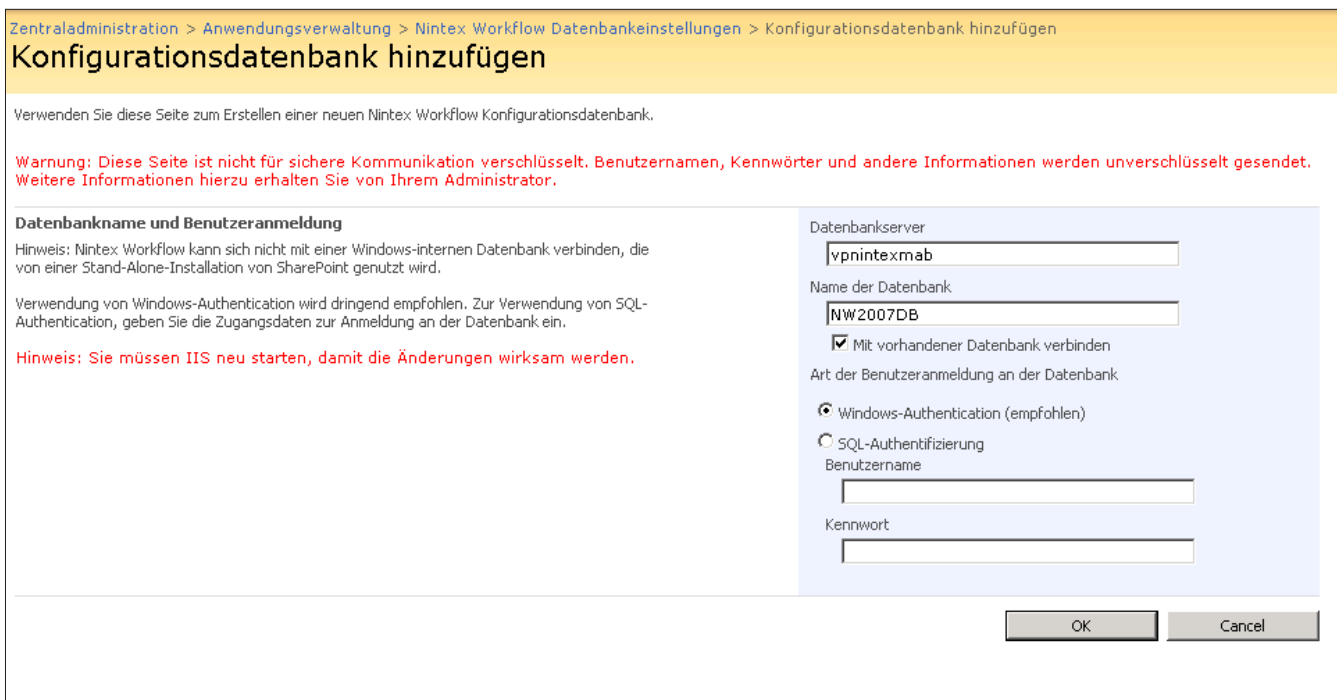 Zentraladministration > Anwendungsverwaltung > Nintex Workflow Datenbankeinstellungen > Konfigurationsdatenbank hinzufügen
Konfigurationsdatenbank hinzufügen
Verwenden Sie diese Seite zum Erstellen einer neuen Nintex Workflow Konfigurationsdatenbank.
Warnung: Diese Seite ist nicht für sichere Kommunikation verschlüsselt. Benutzernamen, Kennwörter und andere Informationen werden unverschlüsselt gesendet.
Weitere Informationen hierzu erhalten Sie von Ihrem Administrator.
Datenbankname und Benutzeranmeldung
Hinweis: Nintex Workflow kann sich nicht mit einer Windows-internen Datenbank verbinden, die
von einer Stand-Alone-Installation von SharePoint genutzt wird.
Verwendung von Windows-Authentication wird dringend empfohlen. Zur Verwendung von SQL-
Authentication, geben Sie die Zugangsdaten zur Anmeldung an der Datenbank ein.
Hinweis: Sie müssen IIS neu starten, damit die Änderungen wirksam werden.
Datenbankserver
vpnintexmab
Name der Datenbank
NW2007DB
Mit vorhandener Datenbank verbinden
Art der Benutzeranmeldung an der Datenbank
Windows-Authentication (empfohlen)
SQL-Authentifizierung
Benutzername
Kennwort
OK
Cancel